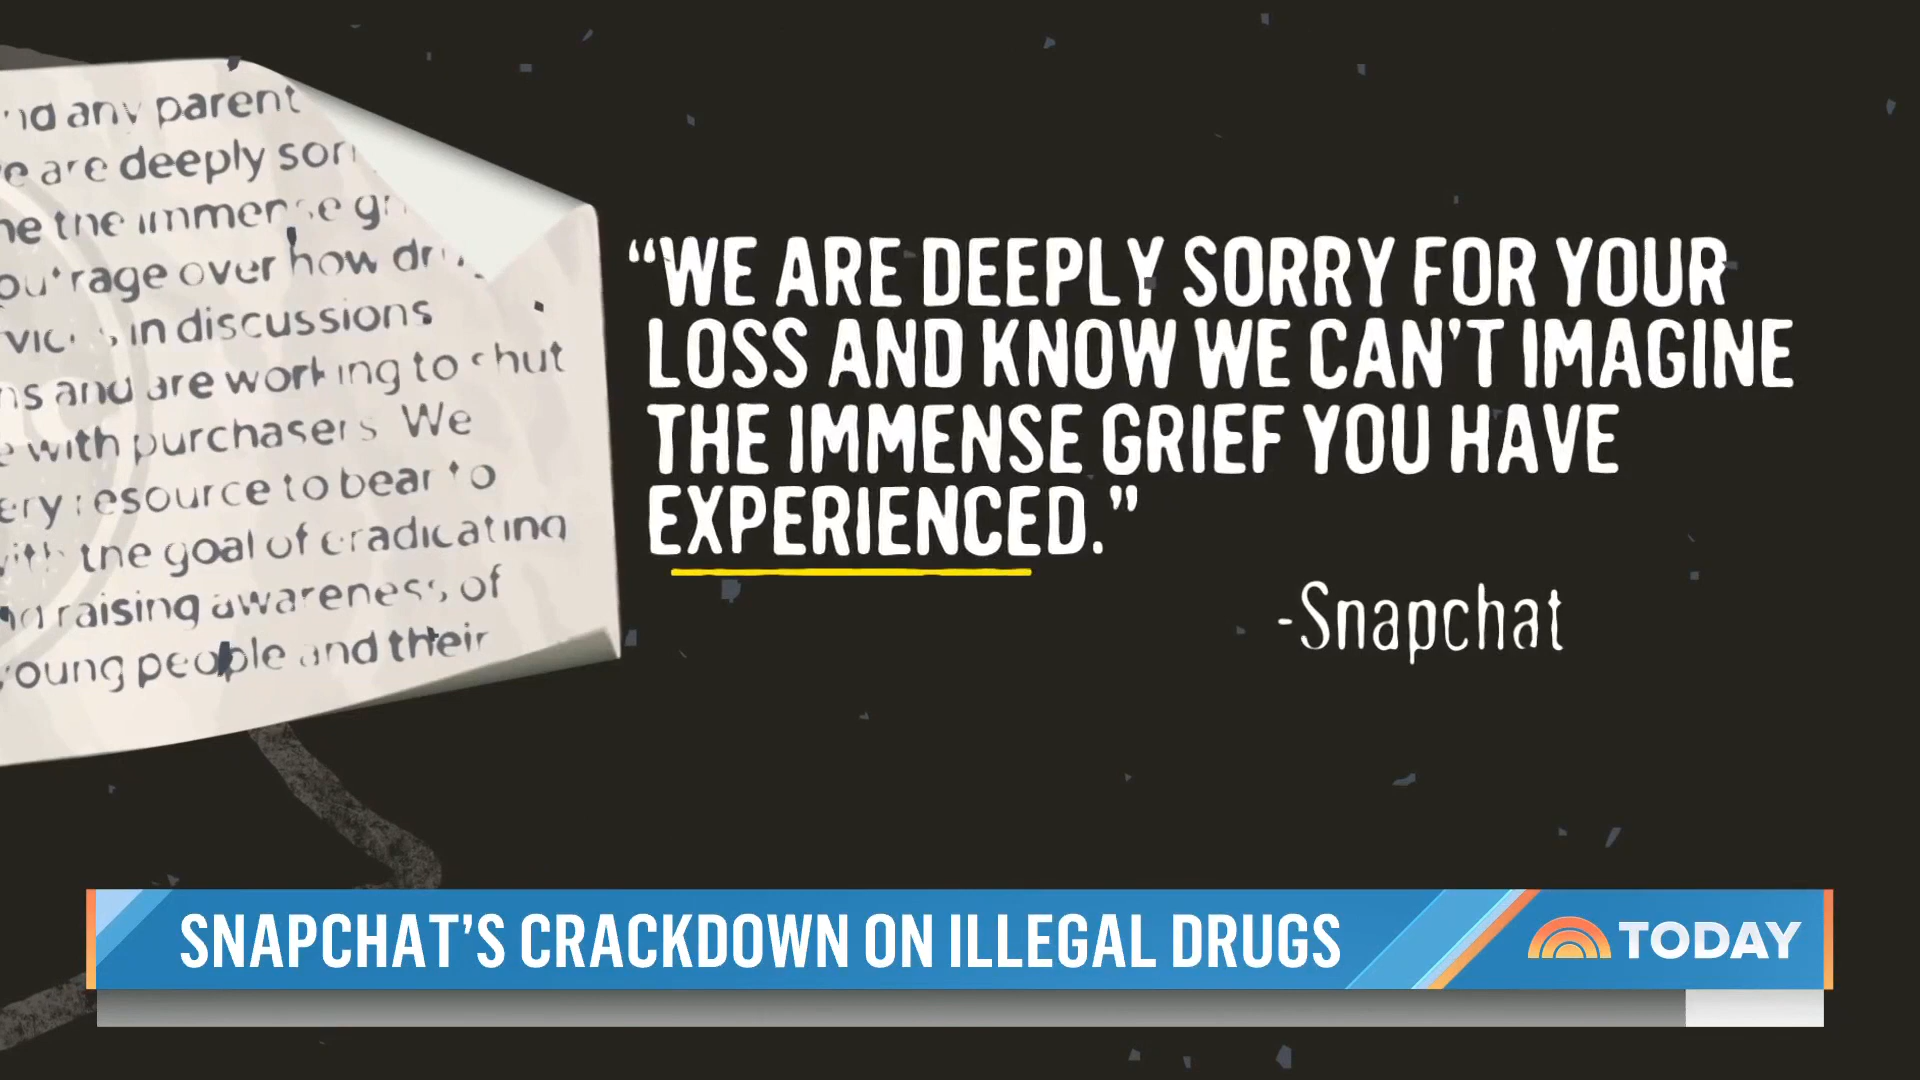 any parent
are deeply
the immense
over how
in discussions
and are working to shut
with purchasers We
resource to bear to
the goal of eradicating
raising awareness of
young people and their
“WE ARE DEEPLY SORRY FOR YOUR
LOSS AND KNOW WE CAN'T IMAGINE
THE IMMENSE GRIEF YOU HAVE
EXPERIENCED.”
-Snapchat
SNAPCHAT'S CRACKDOWN ON ILLEGAL DRUGS
TODAY